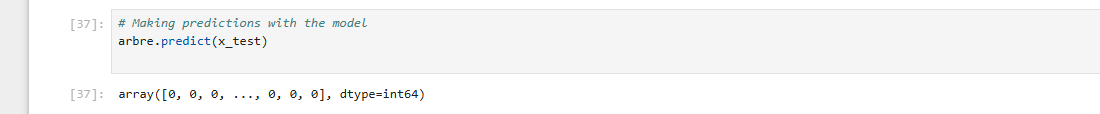 [37]: # Making predictions with the model
arbre.predict(x_test)
[37]: array([0, 0, 0, ..., 0, 0, 0], dtype=int64)